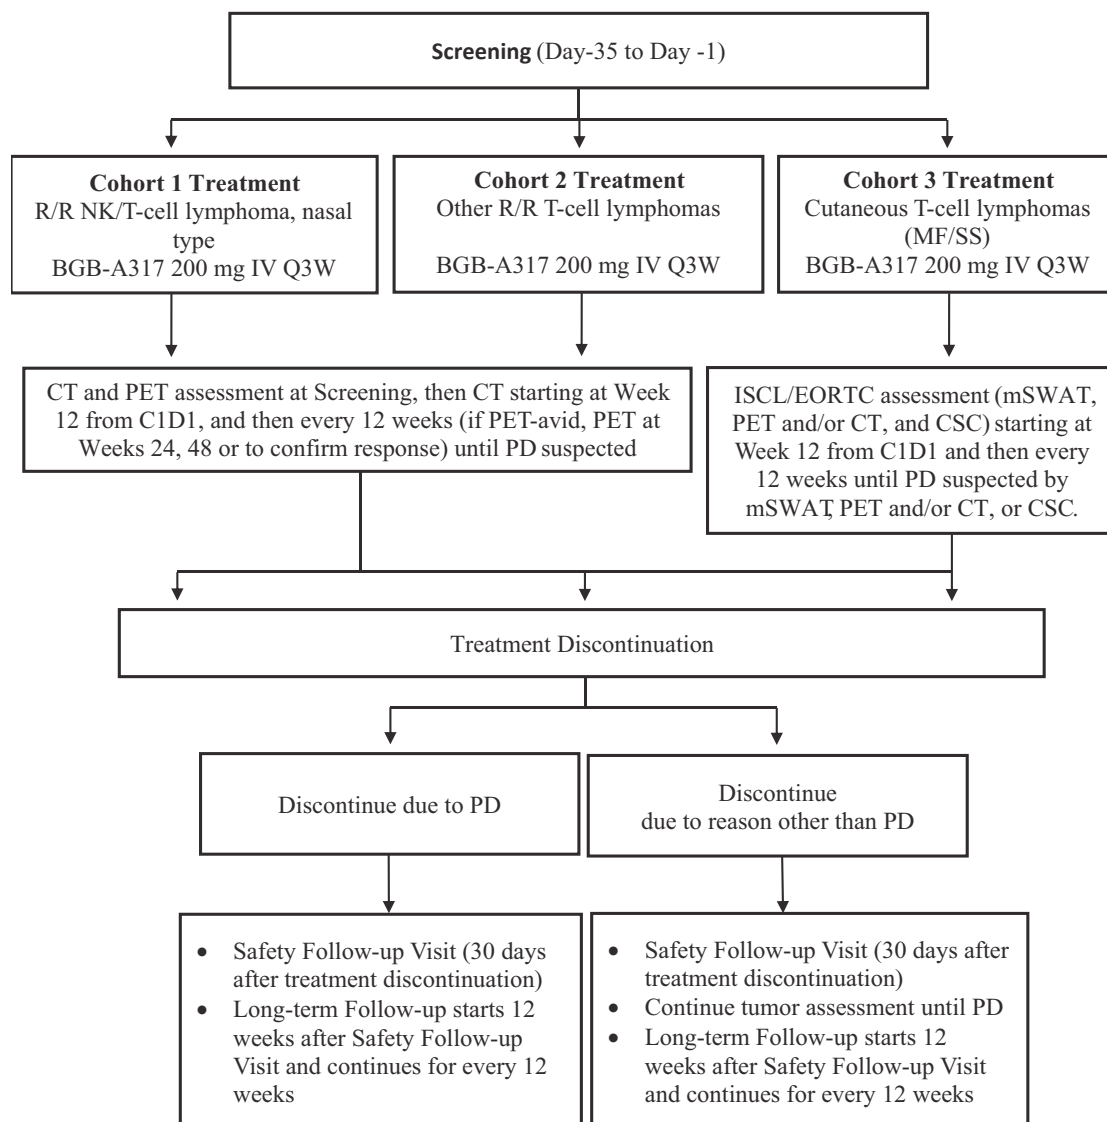 Screening (Day-35 to Day -1)
Cohort 1 Treatment
R/R NK/T-cell lymphoma, nasal
type
BGB-A317 200 mg IV Q3W
Cohort 2 Treatment
Other R/R T-cell lymphomas
BGB-A317 200 mg IV Q3W
Cohort 3 Treatment
Cutaneous T-cell lymphomas
(MF/SS)
BGB-A317 200 mg IV Q3W
CT and PET assessment at Screening, then CT starting at Week
12 from C1D1, and then every 12 weeks (if PET-avid, PET at
Weeks 24, 48 or to confirm response) until PD suspected
ISCL/EORTC assessment (mSWAT,
PET and/or CT, and CSC) starting at
Week 12 from C1D1 and then every
12 weeks until PD suspected by
mSWAT, PET and/or CT, or CSC.
Treatment Discontinuation
Discontinue due to PD
Discontinue
due to reason other than PD
• Safety Follow-up Visit (30 days
after treatment discontinuation)
• Long-term Follow-up starts 12
weeks after Safety Follow-up
Visit and continues for every 12
weeks
• Safety Follow-up Visit (30 days after
treatment discontinuation)
• Continue tumor assessment until PD
• Long-term Follow-up starts 12
weeks after Safety Follow-up Visit
and continues for every 12 weeks